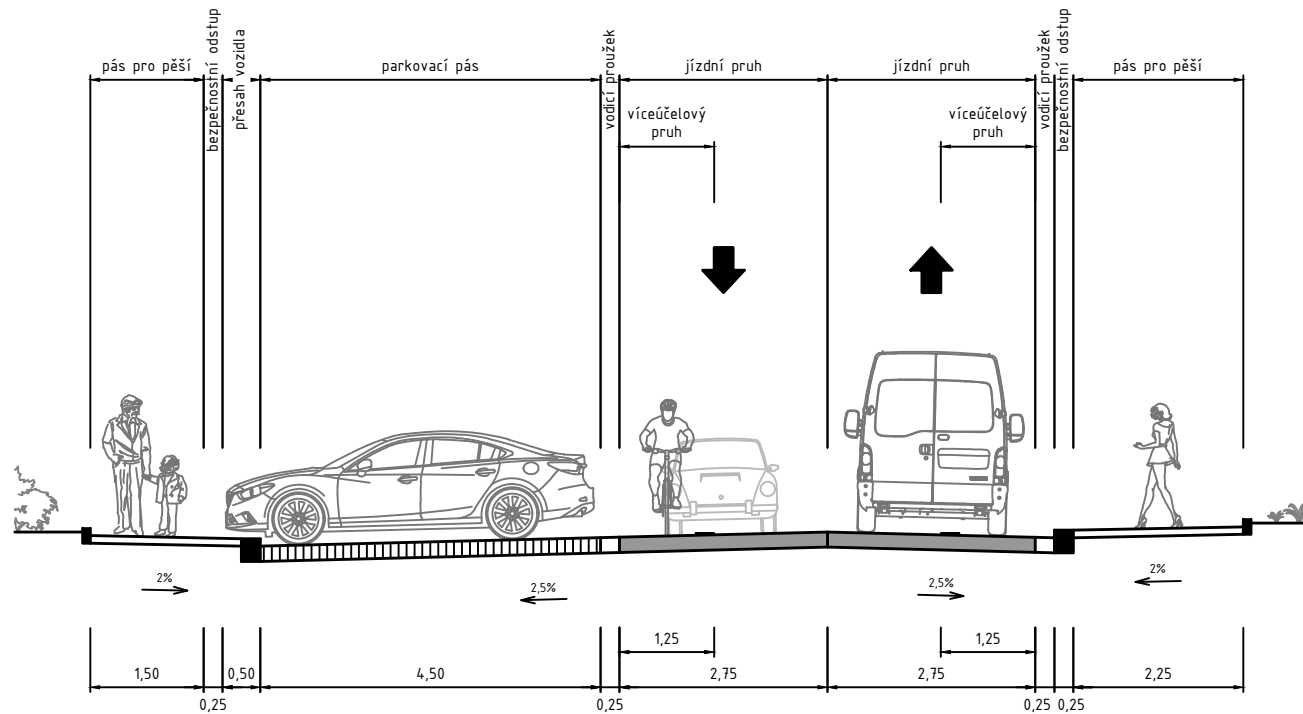 pás pro pěší
bezpečnostní odstup
přesah vozidla
parkovací pás
vodicí proužek
jízdní pruh
jízdní pruh
vodicí proužek
bezpečnostní odstup
pás pro pěší
víceúčelový
pruh
víceúčelový
pruh
2%
2,5%
2,5%
2%
1,25
1,25
1,50
0,50
4,50
2,75
2,75
2,25
0,25
0,25
0,25
0,25